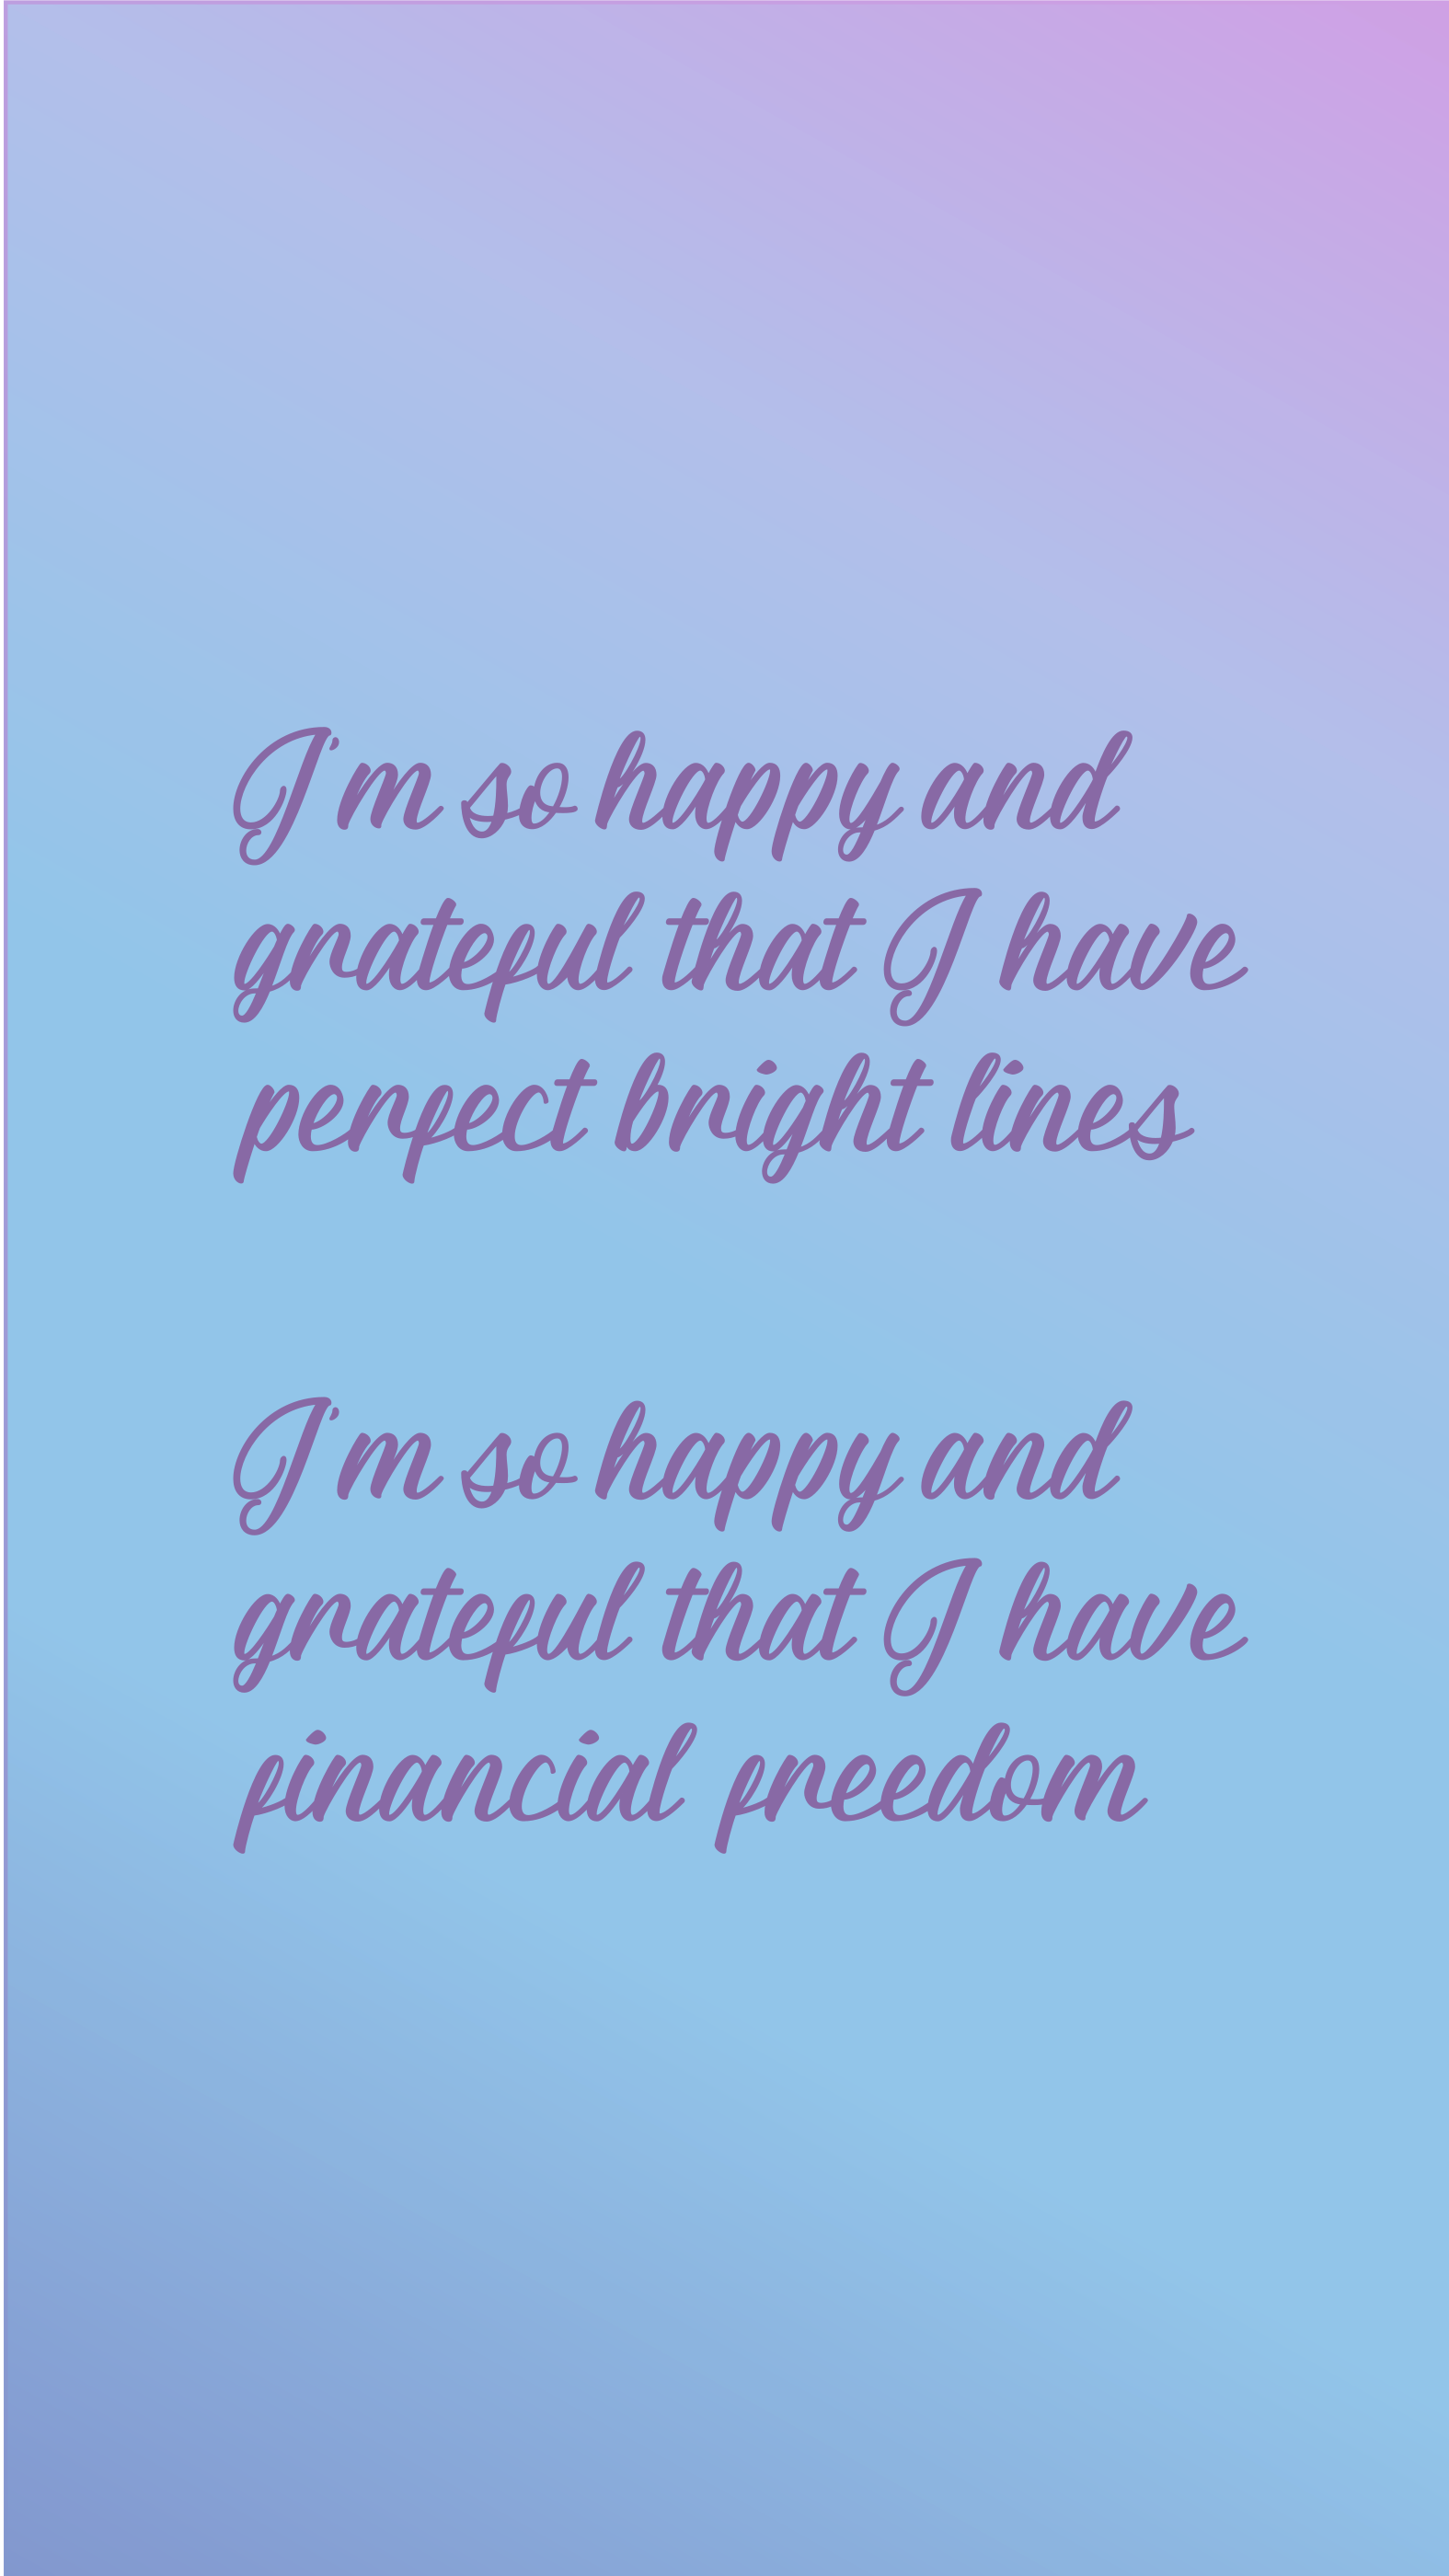 I'm so happy and
grateful that I have
perfect bright lines
I'm so happy and
grateful that I have
financial freedom